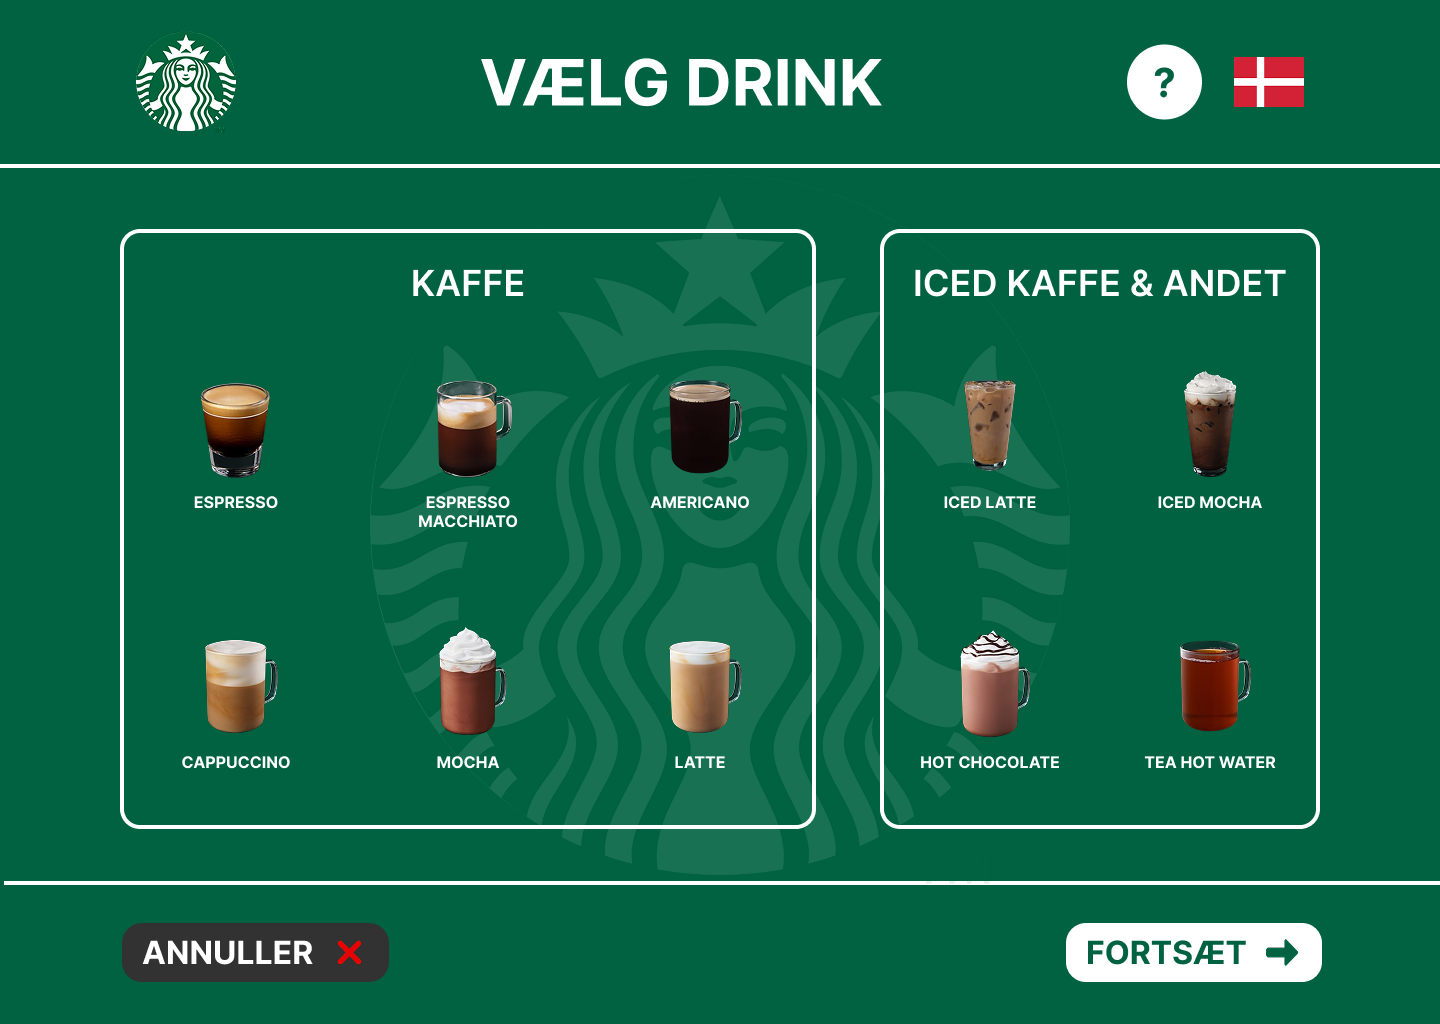 VÆLG DRINK
?
KAFFE
ESPRESSO
ESPRESSO
MACCHIATO
AMERICANO
CAPPUCCINO
MOCHA
LATTE
ICED KAFFE & ANDET
ICED LATTE
ICED MOCHA
HOT CHOCOLATE
TEA HOT WATER
ANNULLER
FORTSÆT